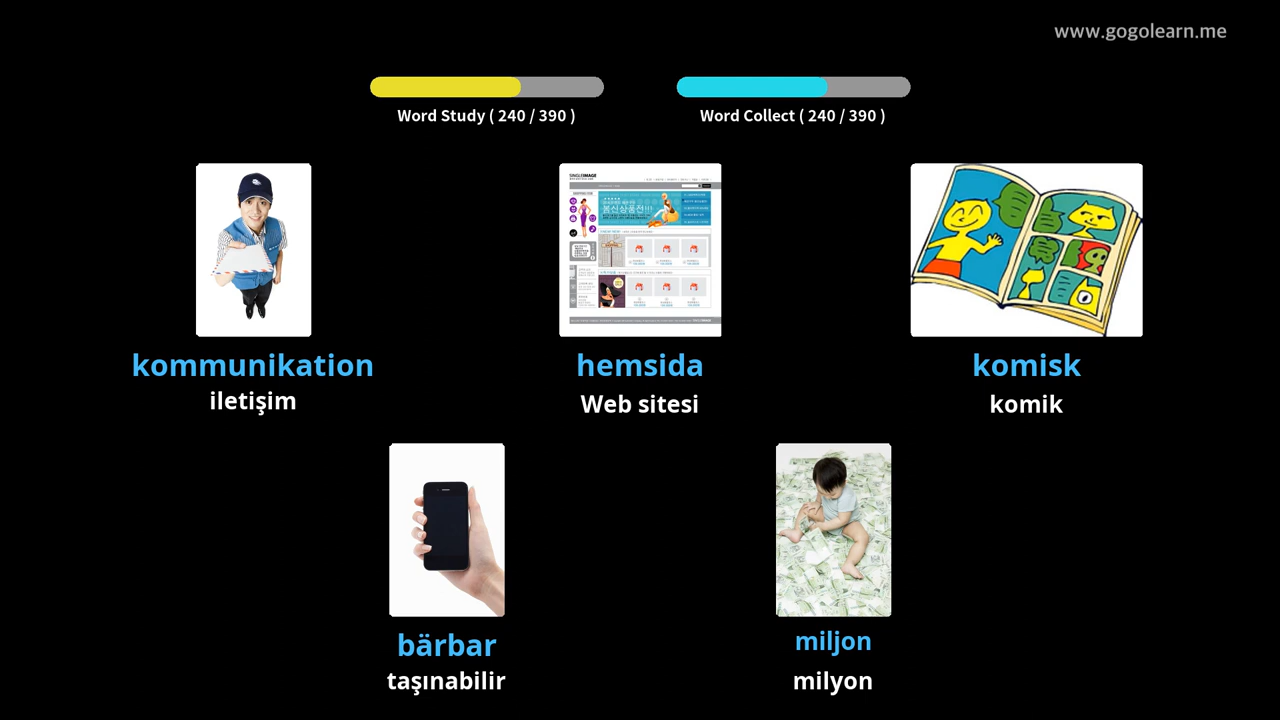 www.gogolearn.me
Word Study ( 240 / 390 )
Word Collect ( 240 / 390 )
kommunikation
iletişim
hemsida
Web sitesi
komisk
komik
bärbar
taşınabilir
miljon
milyon